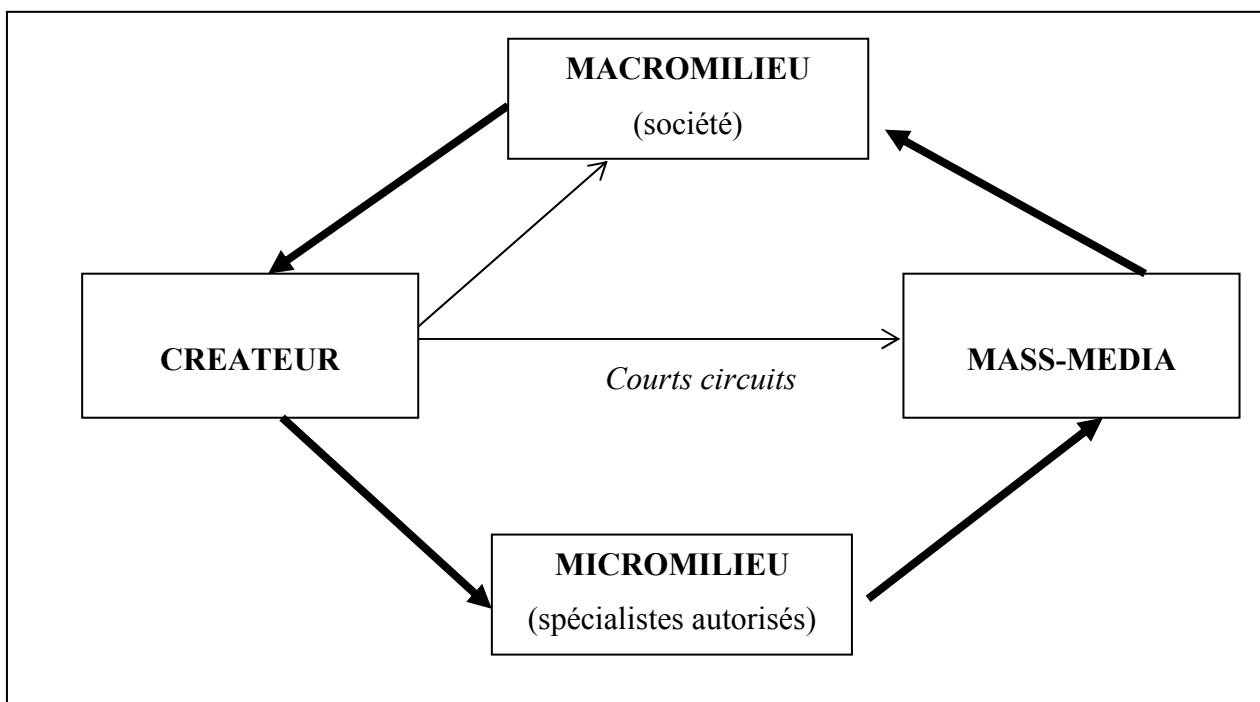 MACROMILIEU
(société)
CREATEUR
MASS-MEDIA
Courts circuits
MICROMILIEU
(spécialistes autorisés)